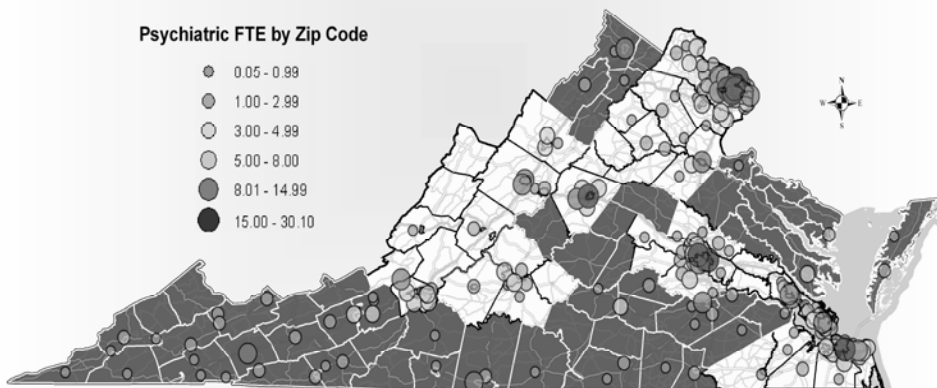 Psychiatric FTE by Zip Code
0.05 - 0.99
1.00 - 2.99
3.00 - 4.99
5.00 - 8.00
8.01 - 14.99
15.00 - 30.10
N
W E
S